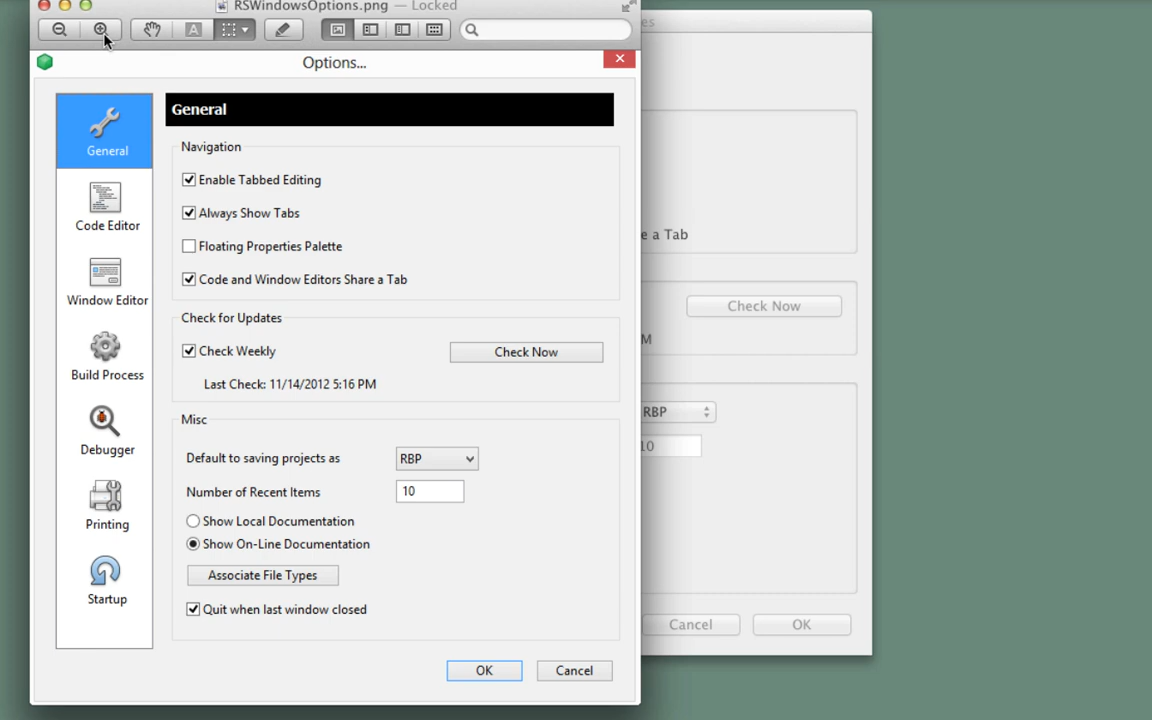 RSWindowsOptions.png — Locked
es
A
Options...
General
General
Navigation
Enable Tabbed Editing
Always Show Tabs
Floating Properties Palette
Code and Window Editors Share a Tab
Code Editor
Window Editor
Check for Updates
Check Weekly
Check Now
Last Check: 11/14/2012 5:16 PM
Build Process
Misc
Default to saving projects as
RBP
Number of Recent Items
10
Debugger
Show Local Documentation
Show On-Line Documentation
Printing
Associate File Types
Quit when last window closed
Startup
OK
Cancel
e a Tab
Check Now
M
RBP
10
Cancel
OK